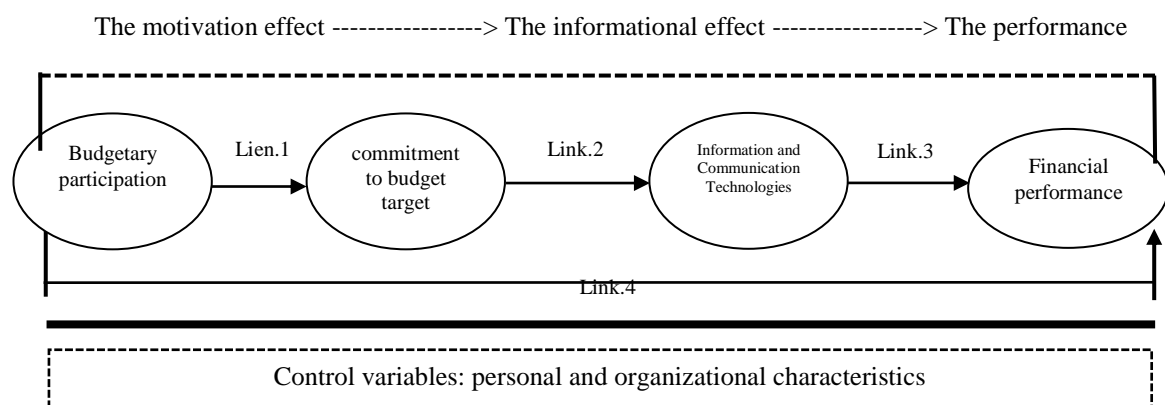 The motivation effect -----------------> The informational effect ----------------> The performance
Budgetary
participation
Lien.1
commitment
to budget
target
Link.2
Information and
Communication
Technologies
Link.3
Financial
performance
Link.4
Control variables: personal and organizational characteristics